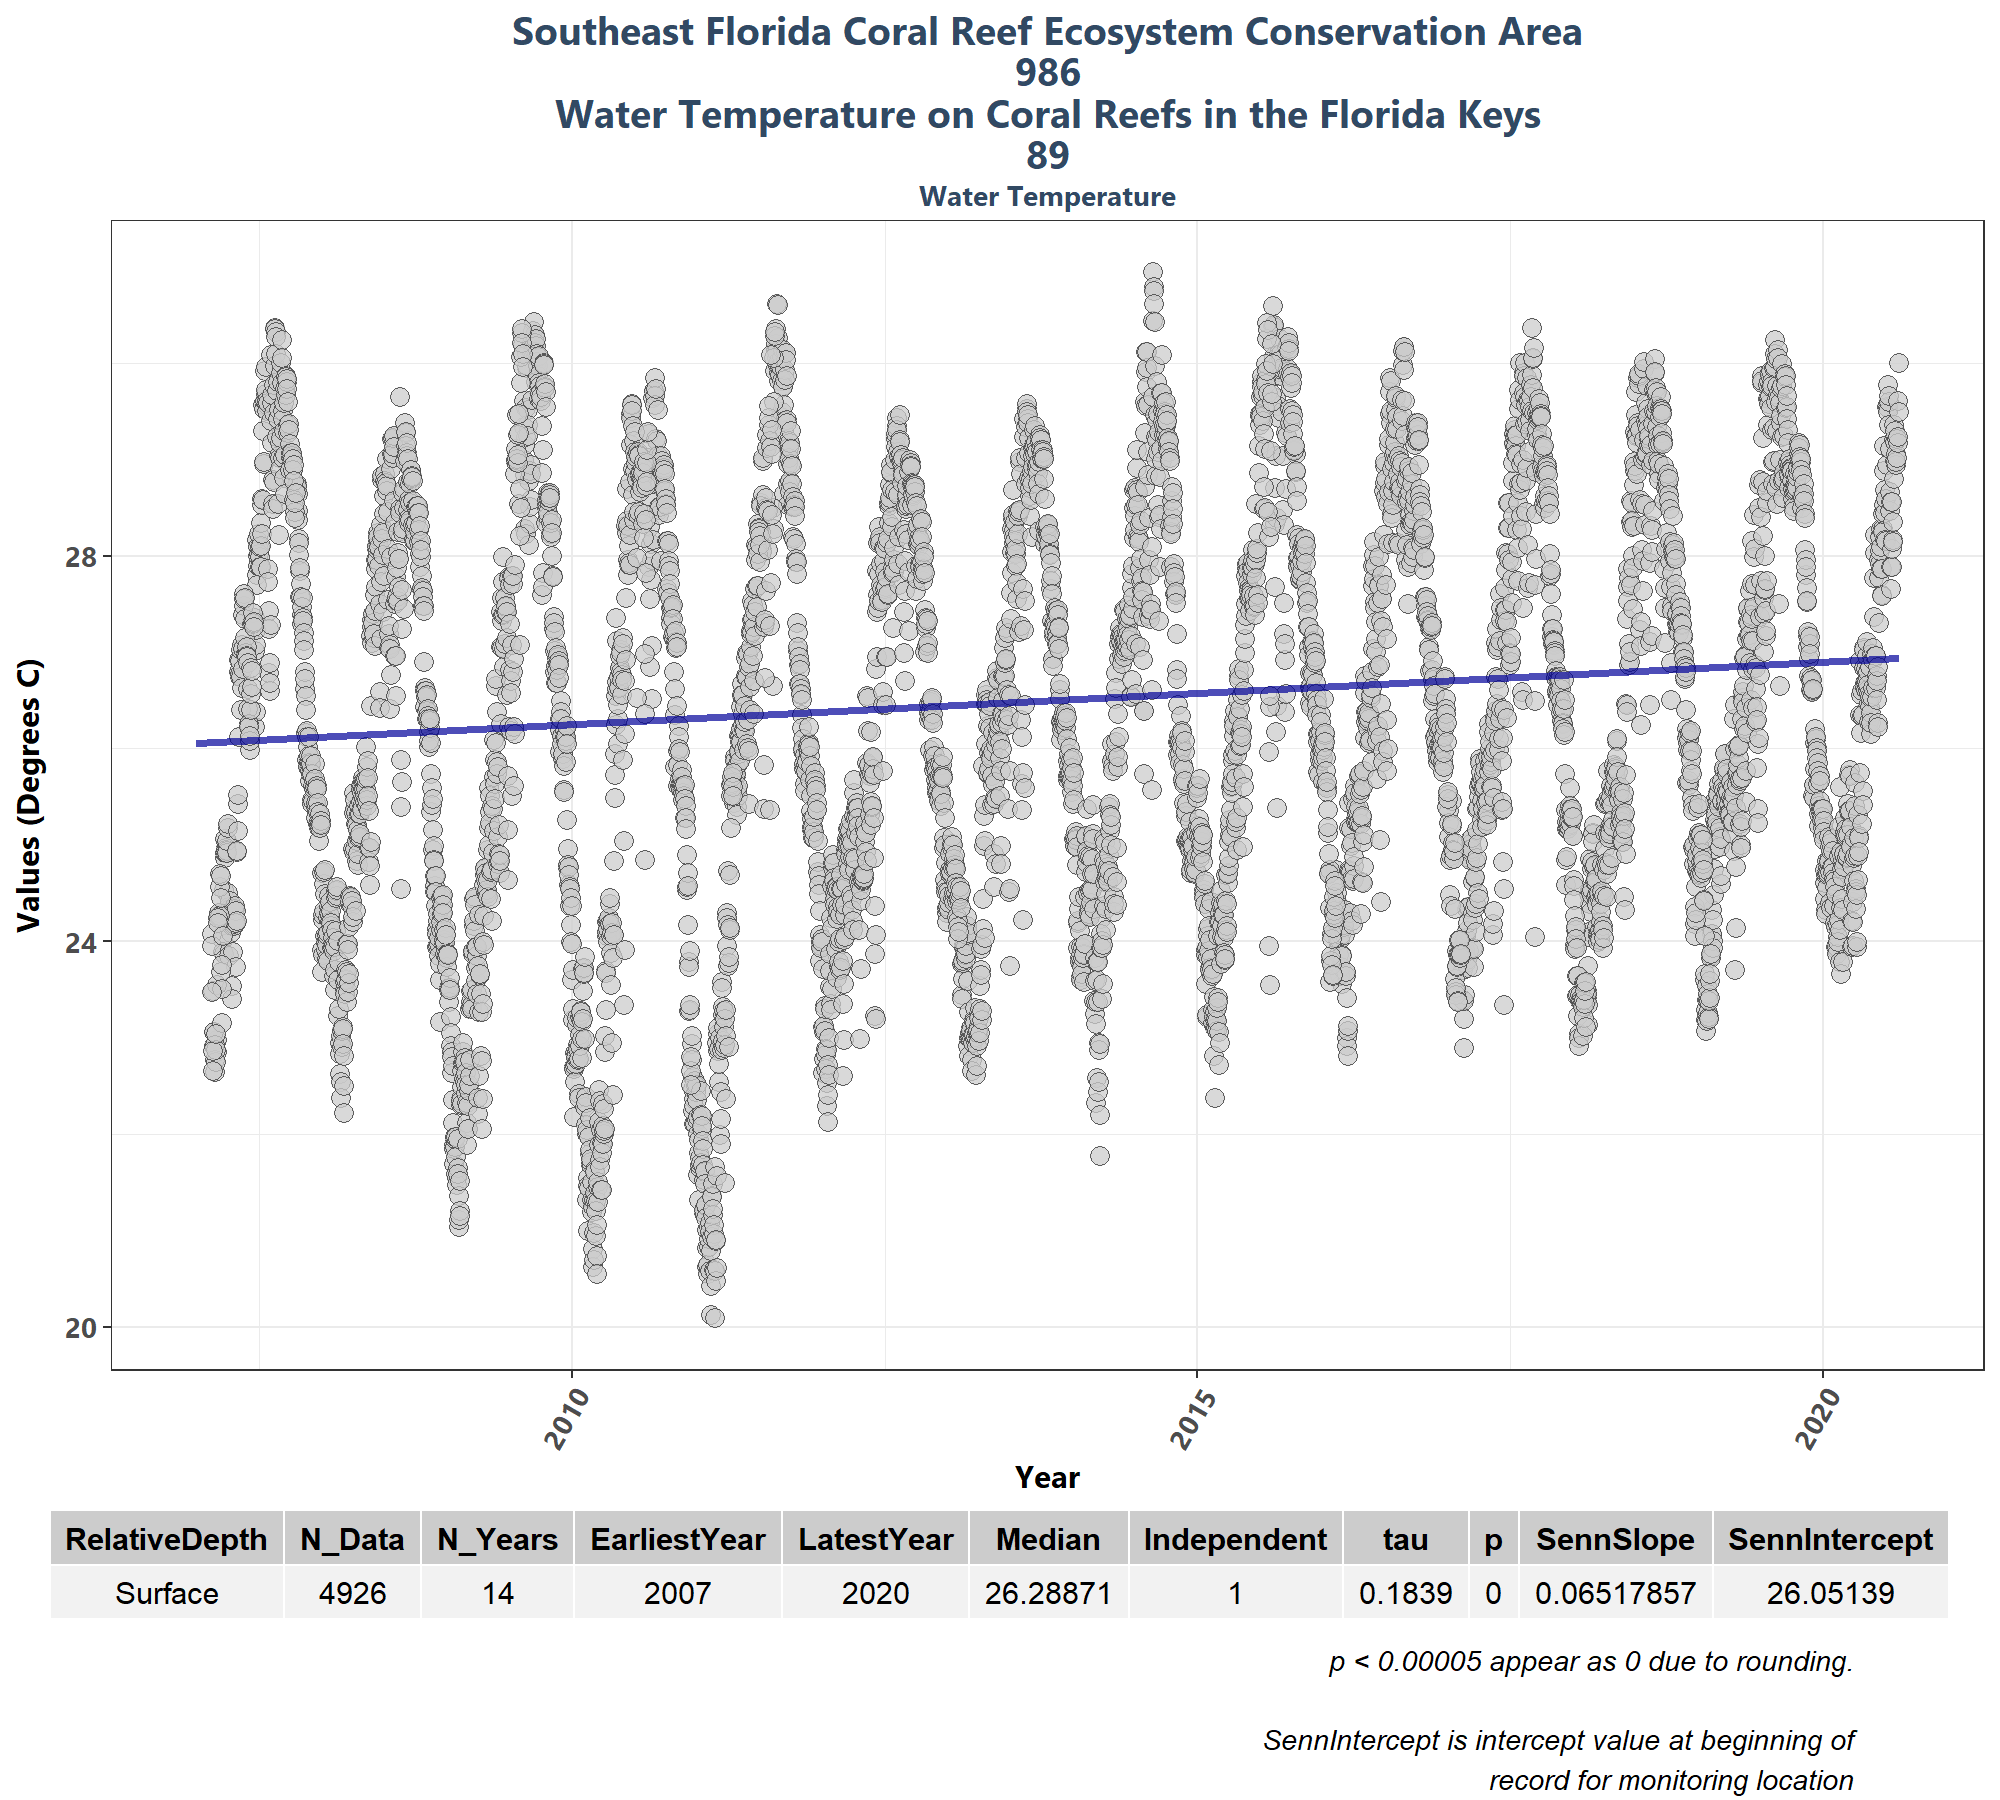 Southeast Florida Coral Reef Ecosystem Conservation Area
986
Water Temperature on Coral Reefs in the Florida Keys
89
Water Temperature
Values (Degrees C)
28
24
20
2010
2015
2020
Year
RelativeDepth N_Data N_Years EarliestYear LatestYear Median Independent tau p SennSlope SennIntercept
Surface 4926 14 2007 2020 26.28871 1 0.1839 0 0.06517857 26.05139
p < 0.00005 appear as 0 due to rounding.
SennIntercept is intercept value at beginning of
record for monitoring location